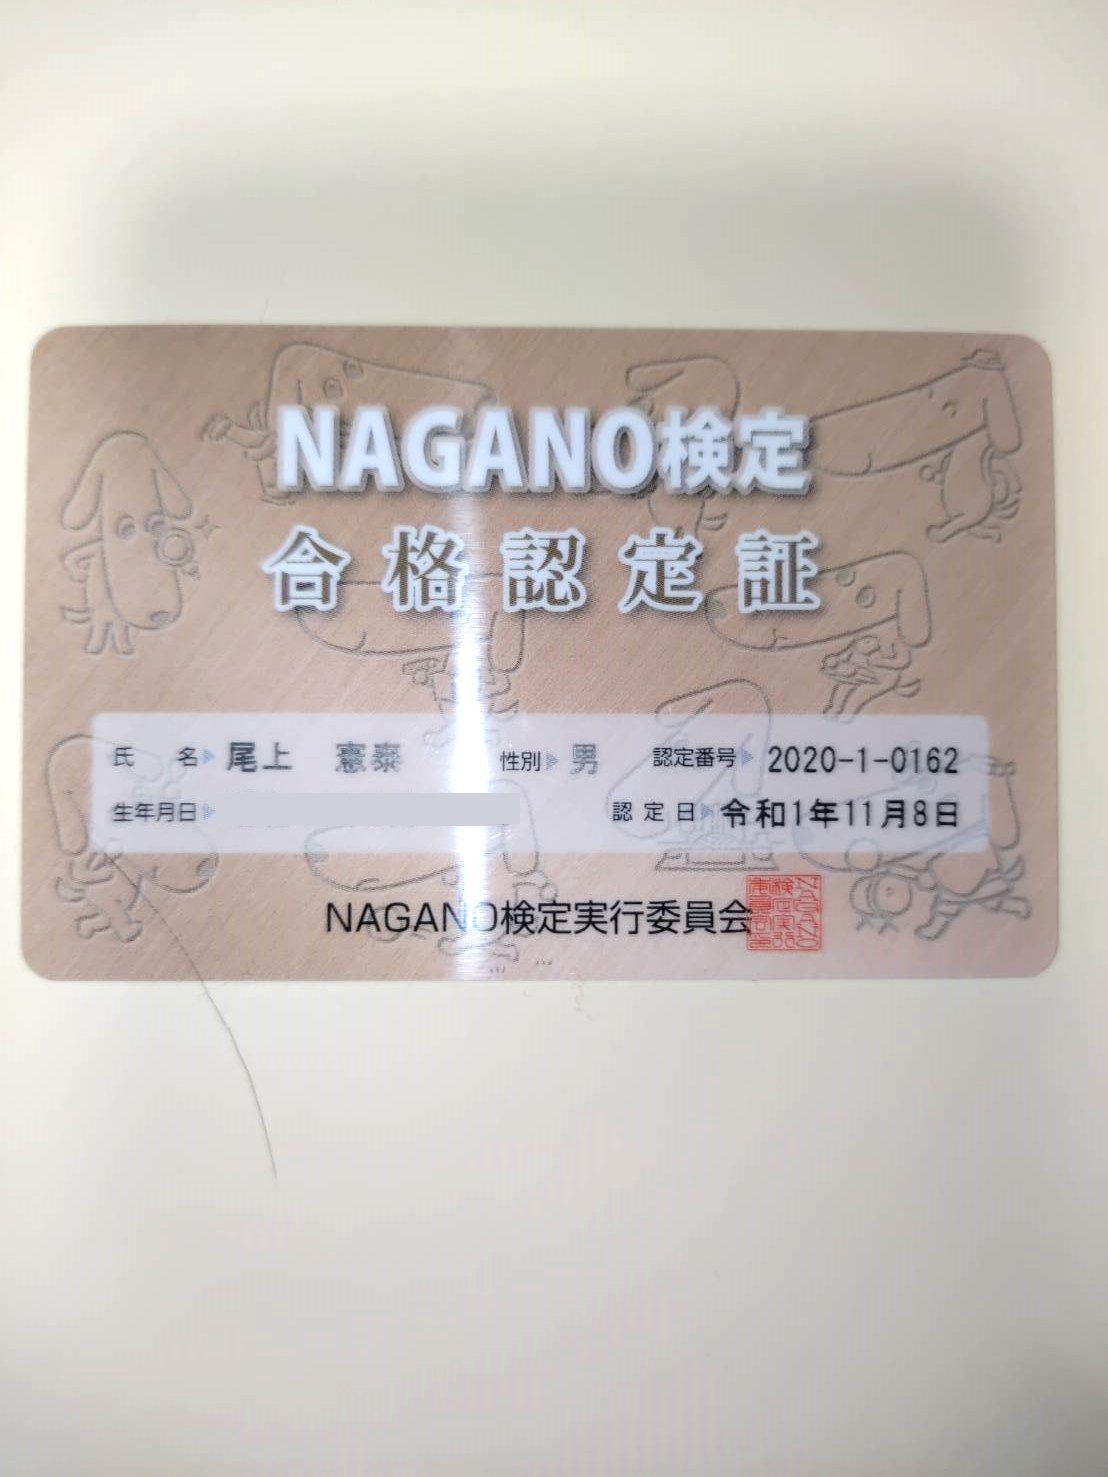 NAGANO検定
合格認定証
氏名 尾上 憲泰 性別 男 認定番号 2020-1-0162
生年月日 認定日 令和1年11月8日
NAGANO検定実行委員会